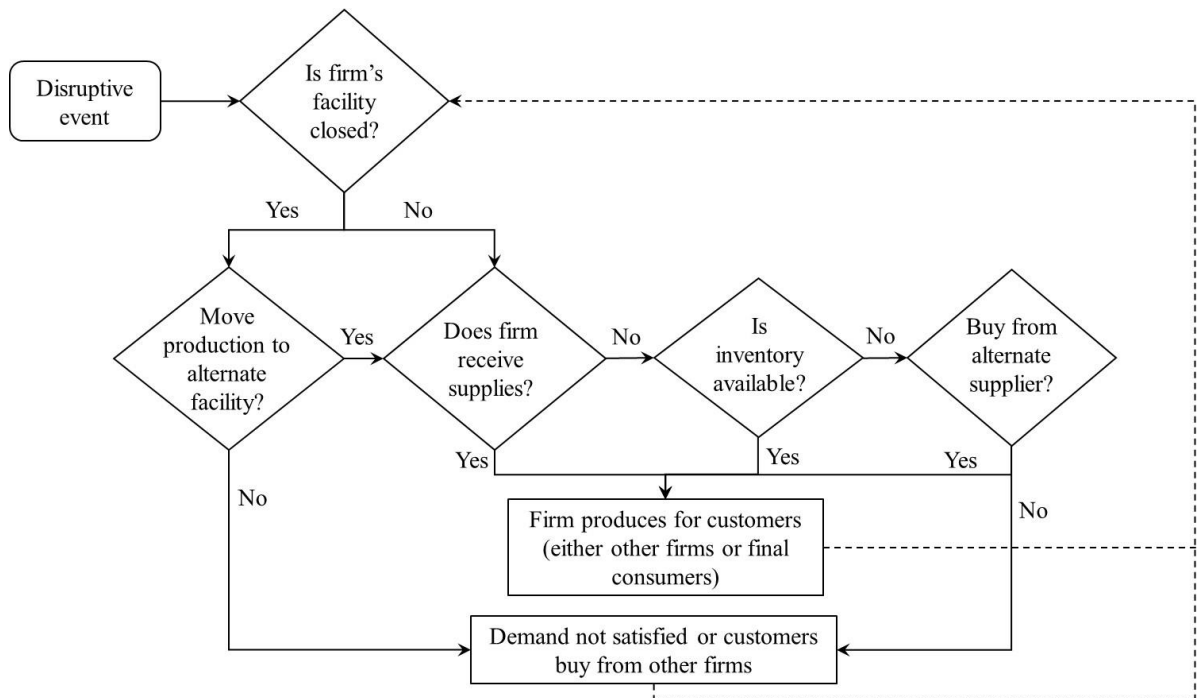 Disruptive
event
Is firm's
facility
closed?
Yes
No
Move
production to
alternate
facility?
Yes
Does firm
receive
supplies?
No
Is
inventory
available?
No
Buy from
alternate
supplier?
Yes
Yes
Yes
No
No
Firm produces for customers
(either other firms or final
consumers)
Demand not satisfied or customers
buy from other firms